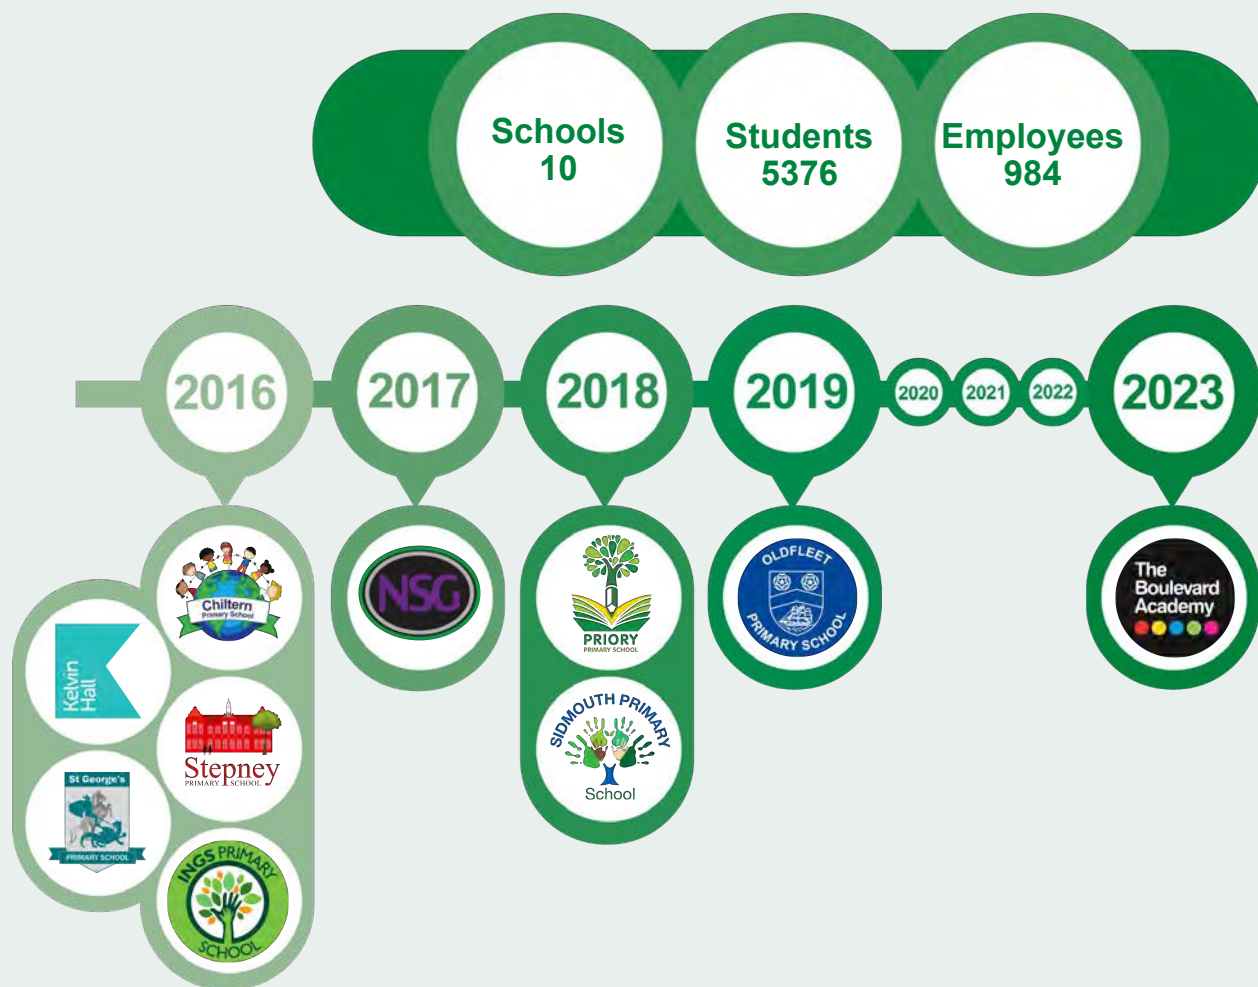 Schools
10
Students
5376
Employees
984
2016
2017
2018
2019
2020
2021
2022
2023
Chiltern
Primary School
Kelvin
Hall
Stepney
PRIMARY SCHOOL
St George's
PRIMARY SCHOOL
INGS PRIMARY
SCHOOL
NSG
PRIORY
PRIMARY SCHOOL
SIDMOUTH PRIMARY
School
OLDFLEET
PRIMARY SCHOOL
The
Boulevard
Academy